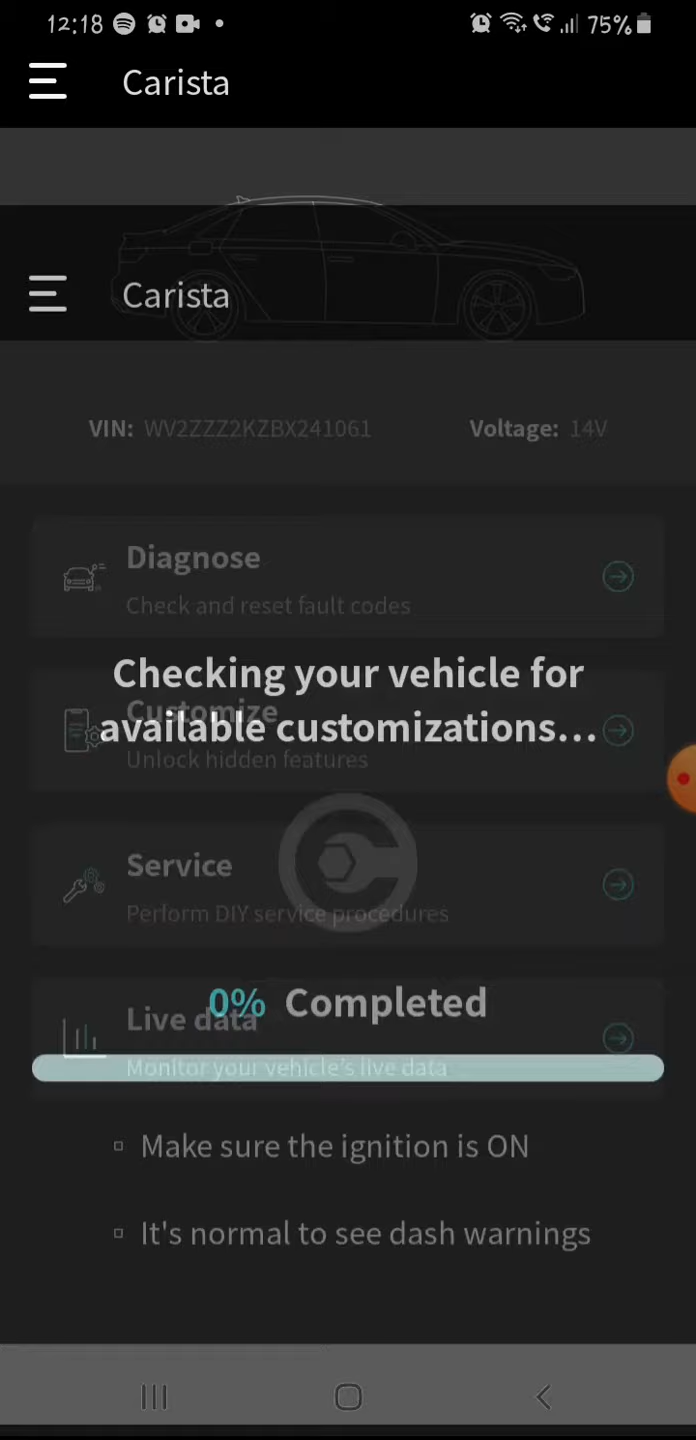 12:18
75%
Carista
Carista
VIN: WV2ZZZ2KZBX241061 Voltage: 14V
Diagnose
Check and reset fault codes
Checking your vehicle for
Customize
available customizations...
Unlock hidden features
Service
Perform DIY service procedures
0% Completed
Live data
Monitor your vehicle's live data
Make sure the ignition is ON
It's normal to see dash warnings